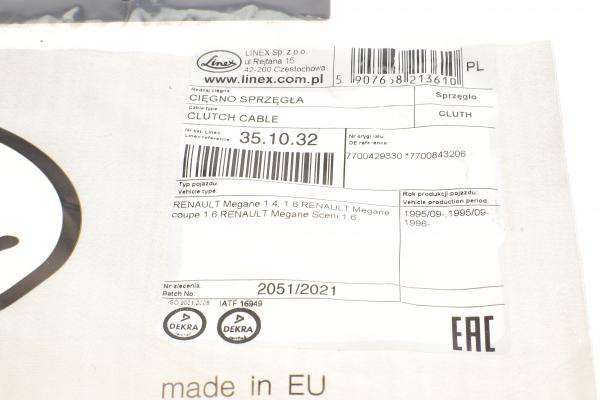 Linex
LINEX Sp. z o.o.
ul Rejtana 15
42-200 Częstochowa
www.linex.com.pl
5 907638 213610
PL
Rodzaj cięgna:
CIĘGNO SPRZĘGŁA
Sprzęgło
Cable type
CLUTCH CABLE
CLUTH
Nr kat. Linex:
Linex reference:
35.10.32
Nr oryginału:
OE reference:
7700429330 *7700843206
Typ pojazdu:
Vehicle type:
Rok produkcji pojazdu:
Vehicle production period:
RENAULT Megane 1 4, 1 6,RENAULT Megane
coupe 1 6,RENAULT Megane Sceni 1 6
1995/09-,1995/09-
1996-
Nr zlecenia:
Batch No:
2051/2021
ISO 9001:2008
IATF 16949
DEKRA
DEKRA
EAC
made in EU